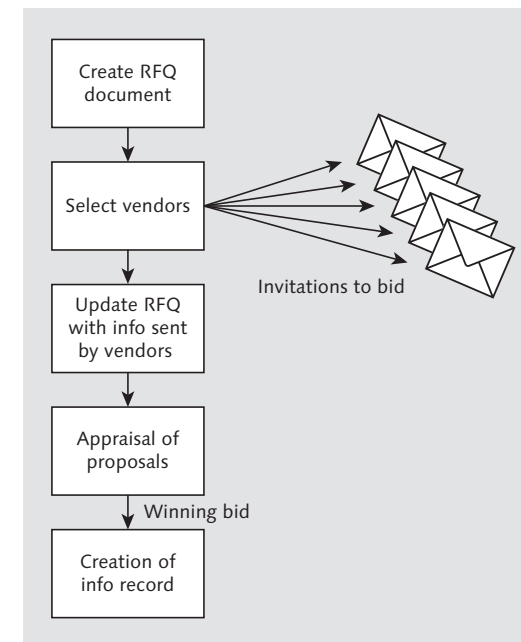 Create RFQ
document
Select vendors
Invitations to bid
Update RFQ
with info sent
by vendors
Appraisal of
proposals
Winning bid
Creation of
info record